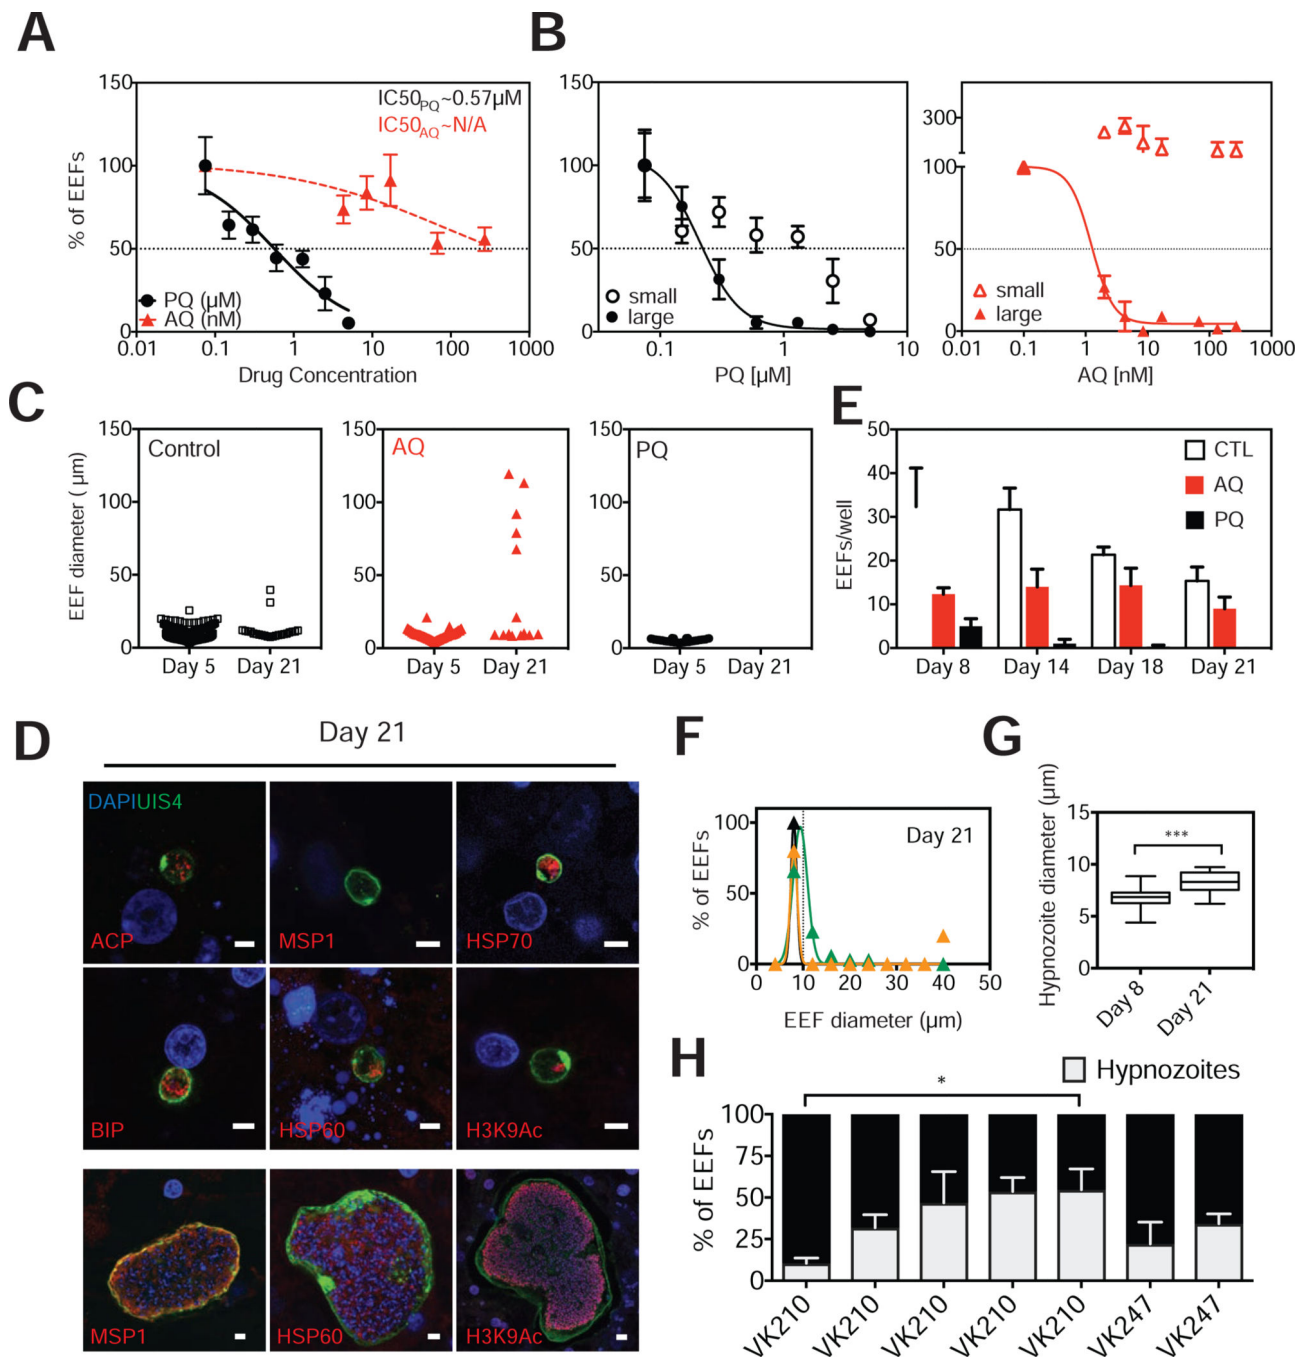 A
B
150
100
50
0
% of EEFs
IC50PQ~0.57µM
IC50AQ~N/A
PQ (µM)
AQ (nM)
0.01
0.1
1
10
100
1000
Drug Concentration
150
100
50
0
small
large
0.1
1
10
PQ [µM]
300
100
50
0
small
large
0.01
0.1
1
10
100
1000
AQ [nM]
C
E
EEF diameter ( µm)
150
100
50
0
Control
Day 5
Day 21
150
100
50
0
AQ
Day 5
Day 21
150
100
50
0
PQ
Day 5
Day 21
EEFs/well
50
40
30
20
10
0
CTL
AQ
PQ
Day 8
Day 14
Day 18
Day 21
D
Day 21
DAPIUIS4
ACP
MSP1
HSP70
BIP
HSP60
H3K9Ac
MSP1
HSP60
H3K9Ac
F
G
% of EEFs
100
50
0
Day 21
0
10
20
30
40
50
EEF diameter (µm)
Hypnozoite diameter (µm)
15
10
5
0
***
Day 8
Day 21
H
Hypnozoites
*
% of EEFs
100
75
50
25
0
VK210
VK210
VK210
VK210
VK210
VK247
VK247